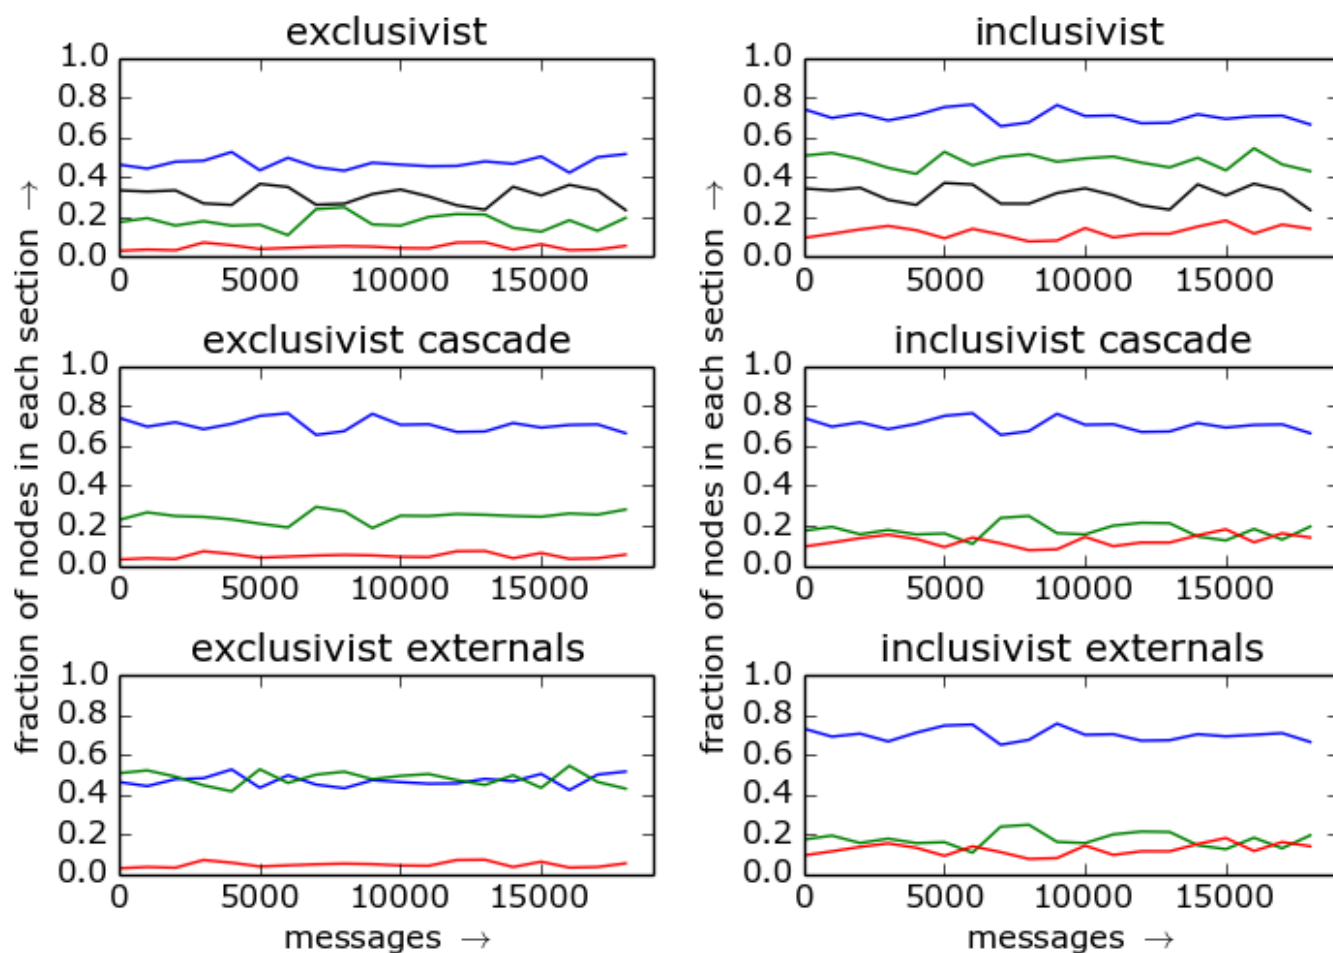 exclusivist
1.0
0.8
0.6
0.4
0.2
0.0
0 5000 10000 15000
inclusivist
1.0
0.8
0.6
0.4
0.2
0.0
0 5000 10000 15000
exclusivist cascade
1.0
0.8
0.6
0.4
0.2
0.0
0 5000 10000 15000
inclusivist cascade
1.0
0.8
0.6
0.4
0.2
0.0
0 5000 10000 15000
exclusivist externals
1.0
0.8
0.6
0.4
0.2
0.0
0 5000 10000 15000
inclusivist externals
1.0
0.8
0.6
0.4
0.2
0.0
0 5000 10000 15000
fraction of nodes in each section →
fraction of nodes in each section →
messages →
messages →